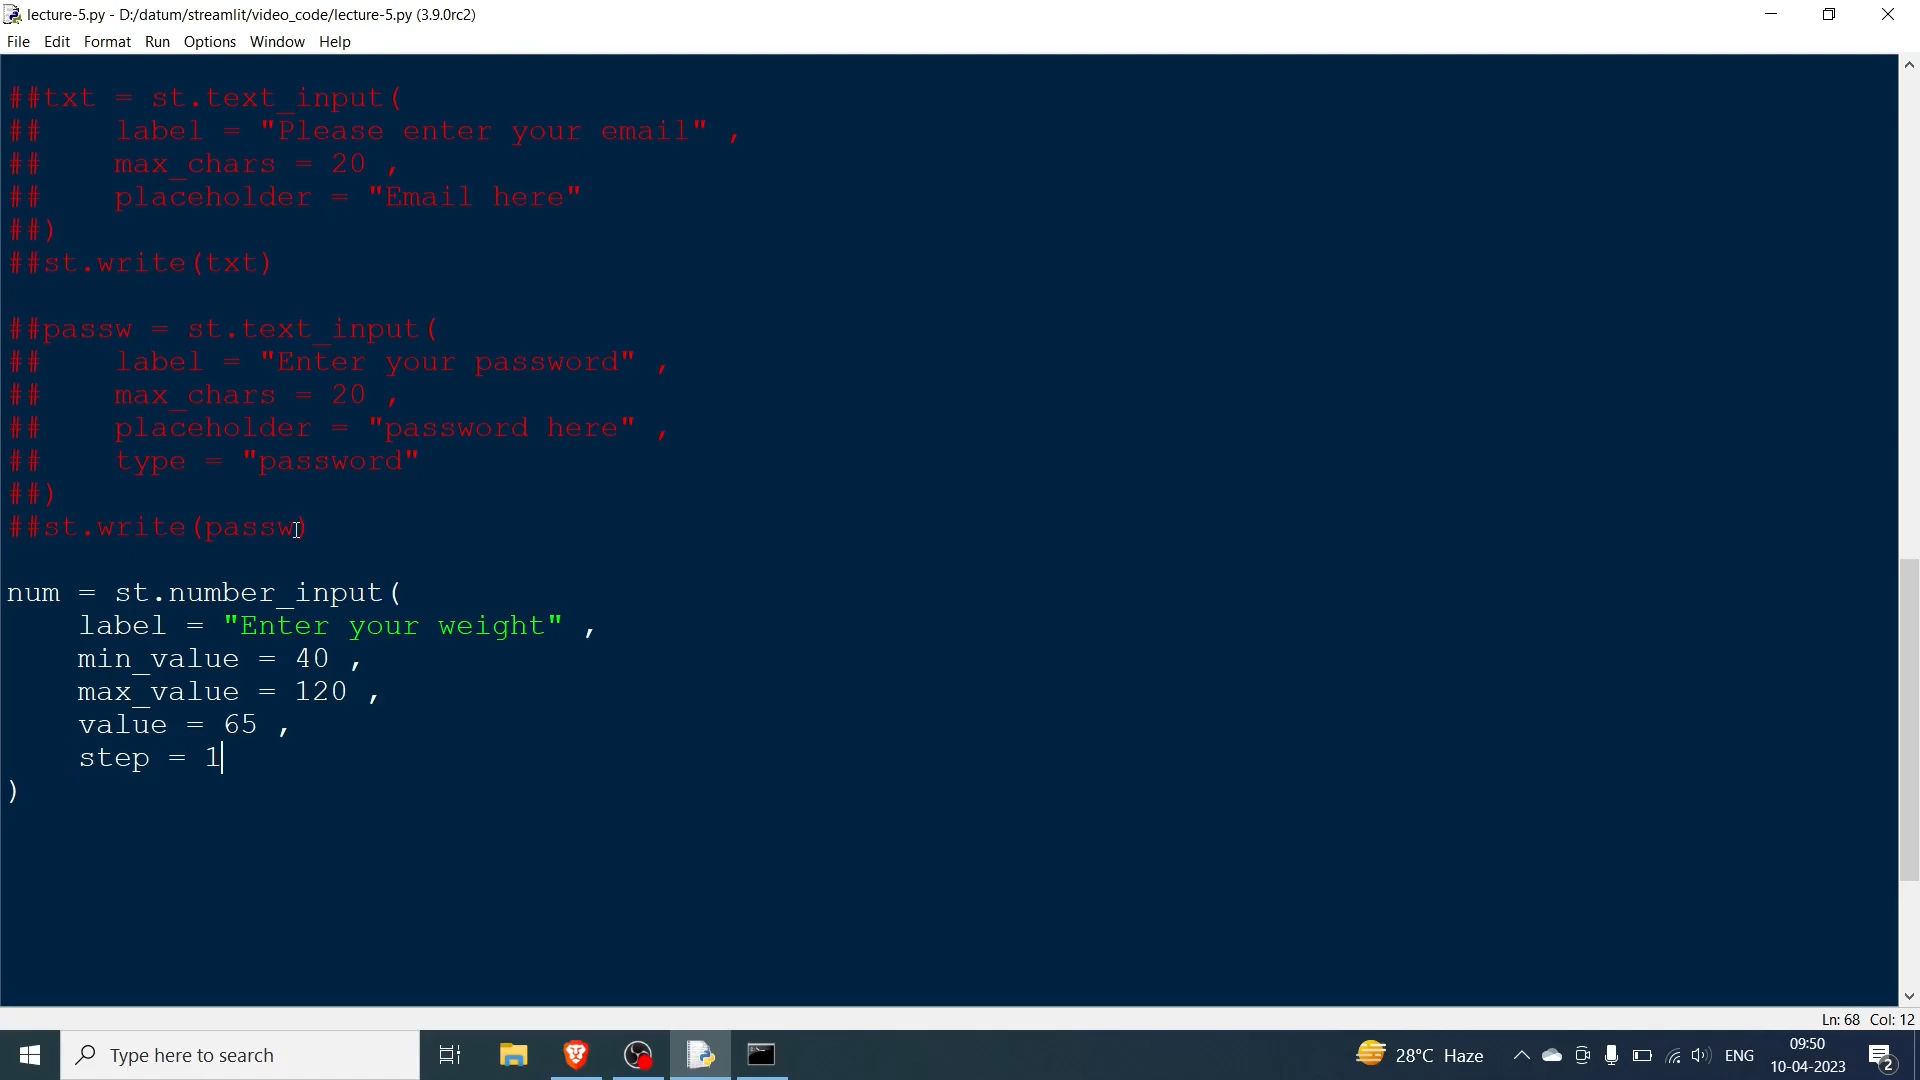 lecture-5.py - D:/datum/streamlit/video_code/lecture-5.py (3.9.0rc2)
File Edit Format Run Options Window Help
##txt = st.text_input(
##    label = "Please enter your email" ,
##    max_chars = 20 ,
##    placeholder = "Email here"
##)
##st.write(txt)
##passw = st.text_input(
##    label = "Enter your password" ,
##    max_chars = 20 ,
##    placeholder = "password here" ,
##    type = "password"
##)
##st.write(passw)
num = st.number_input(
    label = "Enter your weight" ,
    min_value = 40 ,
    max_value = 120 ,
    value = 65 ,
    step = 1
)
Ln: 68 Col: 12
Type here to search
28°C Haze
ENG
09:50
10-04-2023
2